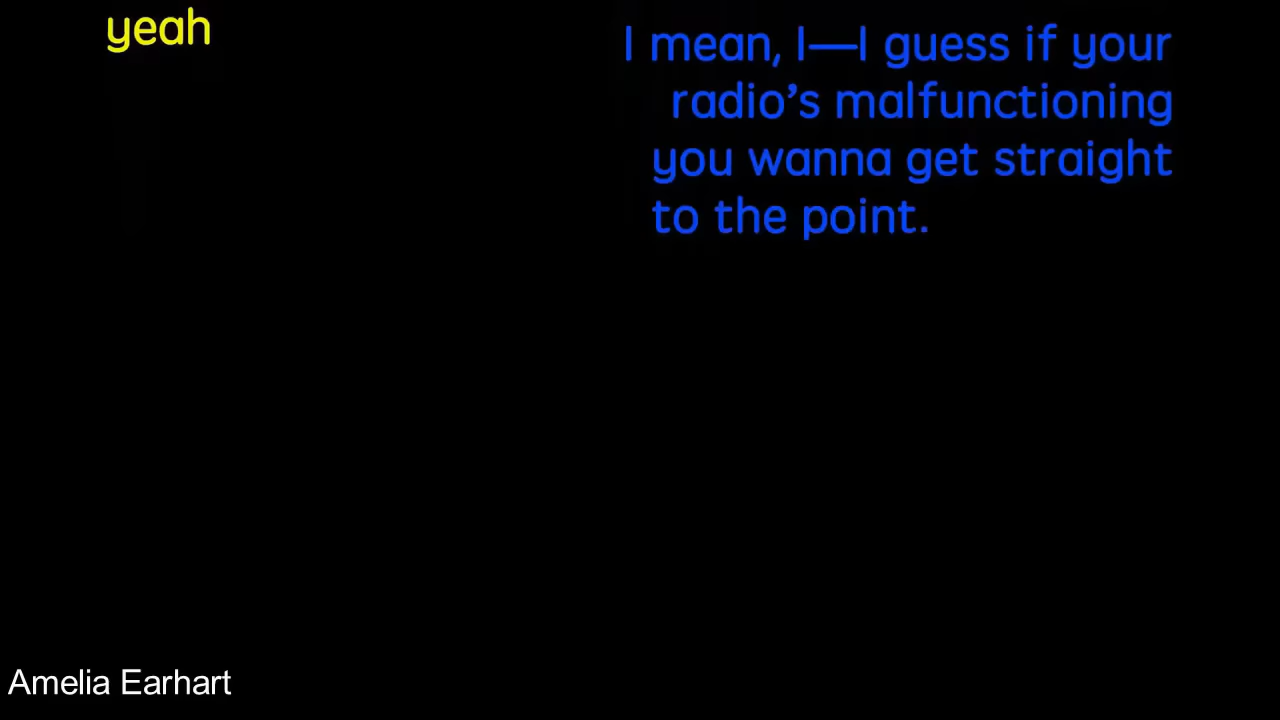 yeah
I mean, I—I guess if your
radio’s malfunctioning
you wanna get straight
to the point.
Amelia Earhart